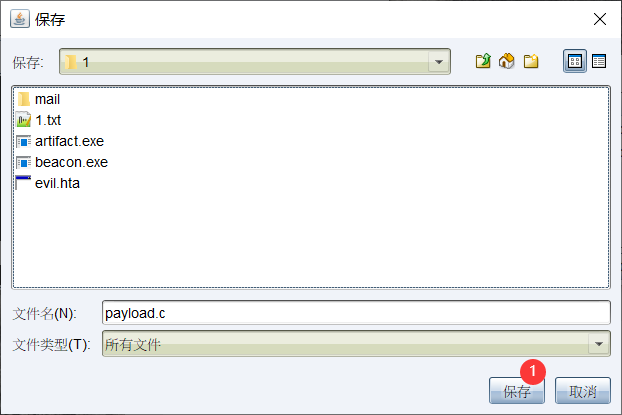 保存
保存:
1
mail
1.txt
artifact.exe
beacon.exe
evil.hta
文件名(N):
payload.c
文件类型(T):
所有文件
1
保存
取消